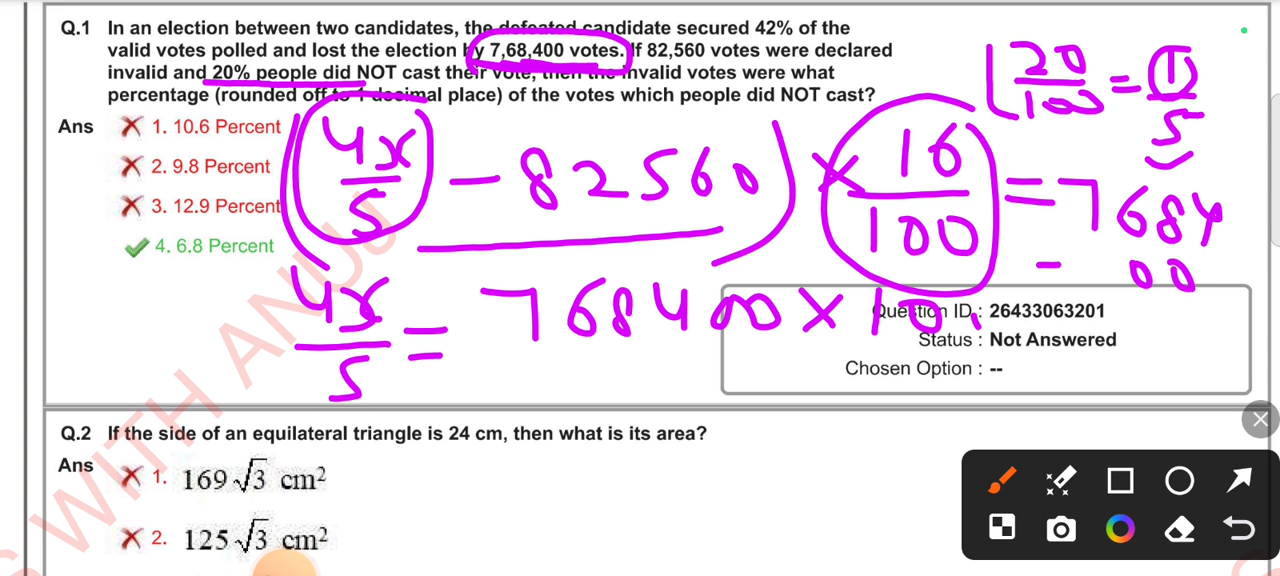 Q.1 In an election between two candidates, the defeated candidate secured 42% of the
valid votes polled and lost the election by 7,68,400 votes. If 82,560 votes were declared
invalid and 20% people did NOT cast their vote, then the invalid votes were what
percentage (rounded off to 1 decimal place) of the votes which people did NOT cast?
Ans 1. 10.6 Percent
2. 9.8 Percent
3. 12.9 Percent
4. 6.8 Percent
20/100 = 1/5
(4x/5 - 82560) × 16/100 = 7684
00
4x/5 = 768400 × 10
Question ID : 26433063201
Status : Not Answered
Chosen Option : --
Q.2 If the side of an equilateral triangle is 24 cm, then what is its area?
Ans 1. 169√3 cm²
2. 125√3 cm²
S WITH ANUJ